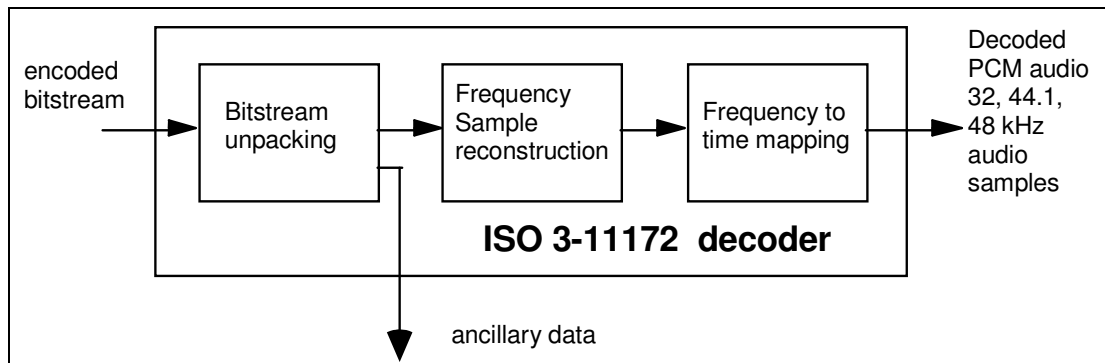 encoded
bitstream
Bitstream
unpacking
Frequency
Sample
reconstruction
Frequency to
time mapping
Decoded
PCM audio
32, 44.1,
48 kHz
audio
samples
ISO 3-11172 decoder
ancillary data